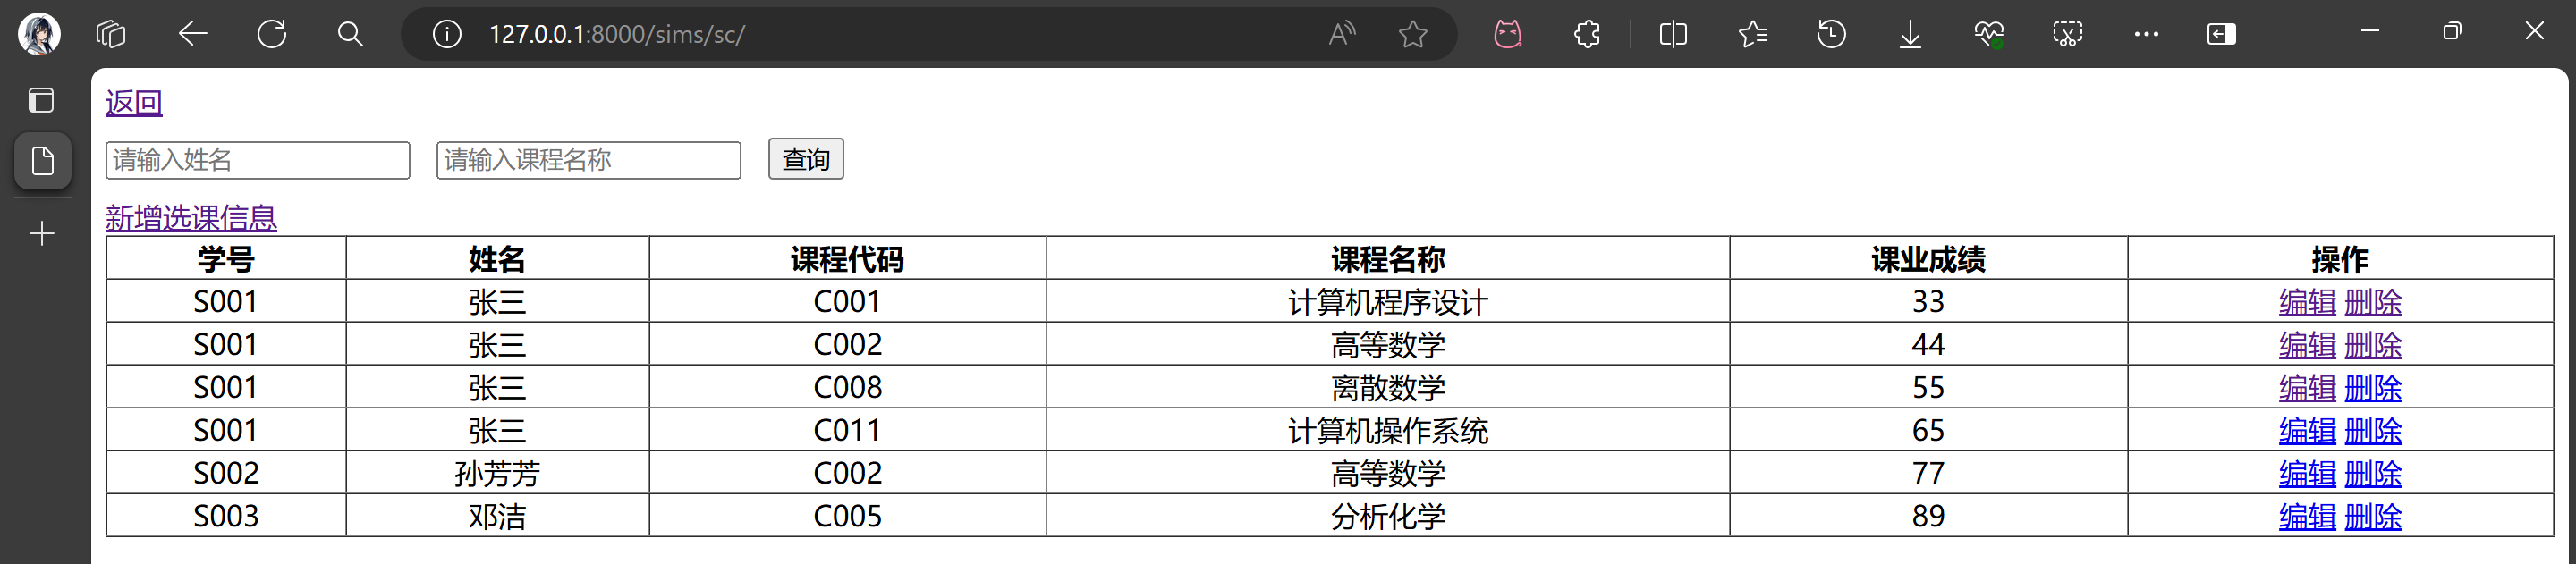 127.0.0.1:8000/sims/sc/
返回
请输入姓名 请输入课程名称 查询
新增选课信息
学号 姓名 课程代码 课程名称 课业成绩 操作
S001 张三 C001 计算机程序设计 33 编辑 删除
S001 张三 C002 高等数学 44 编辑 删除
S001 张三 C008 离散数学 55 编辑 删除
S001 张三 C011 计算机操作系统 65 编辑 删除
S002 孙芳芳 C002 高等数学 77 编辑 删除
S003 邓洁 C005 分析化学 89 编辑 删除